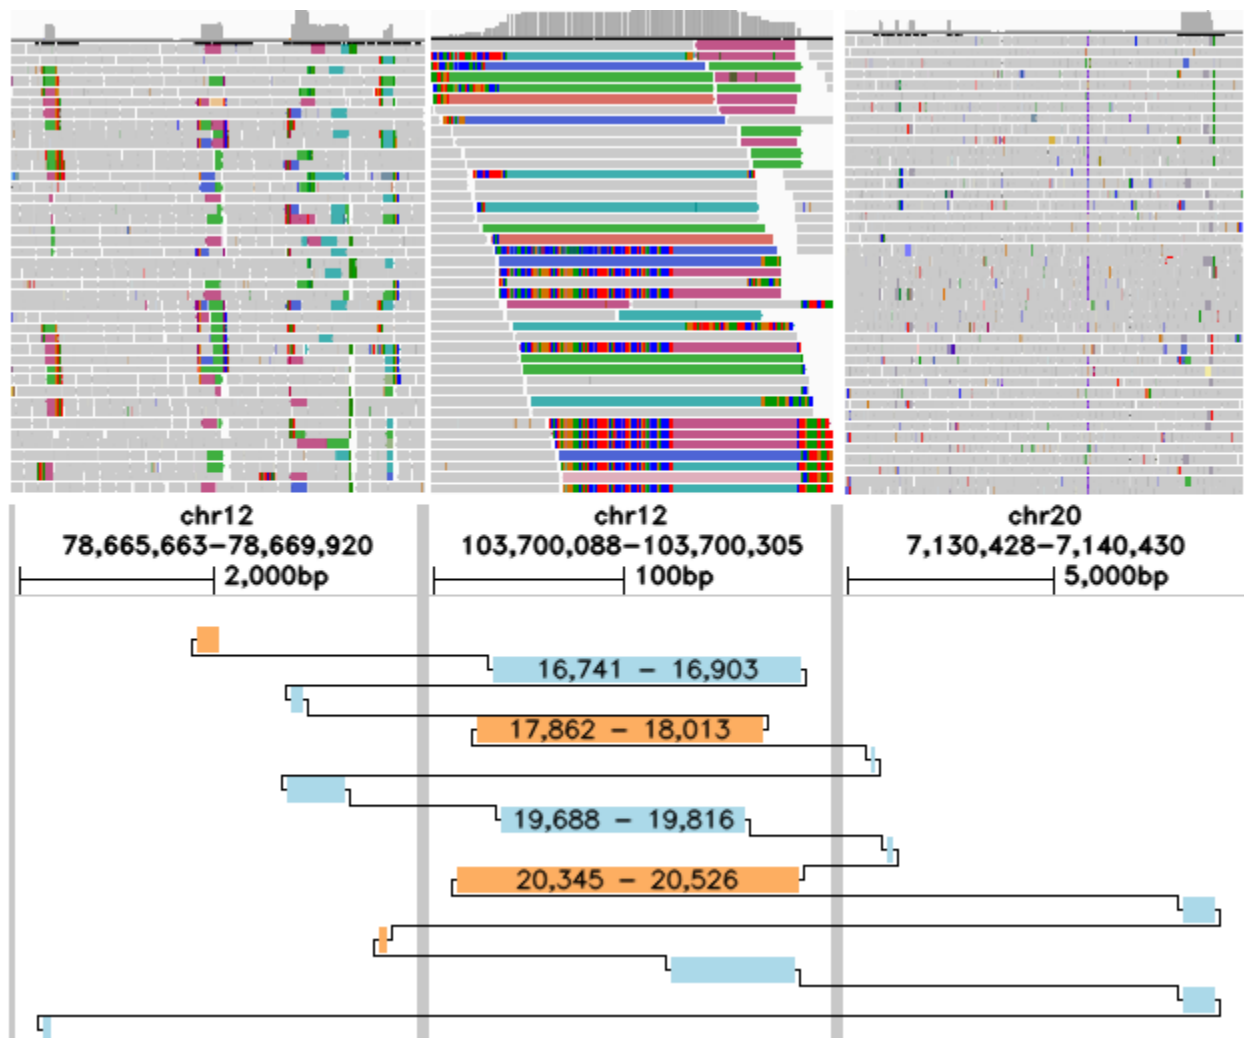 chr12
78,665,663–78,669,920
2,000bp
chr12
103,700,088–103,700,305
100bp
chr20
7,130,428–7,140,430
5,000bp
16,741 – 16,903
17,862 – 18,013
19,688 – 19,816
20,345 – 20,526